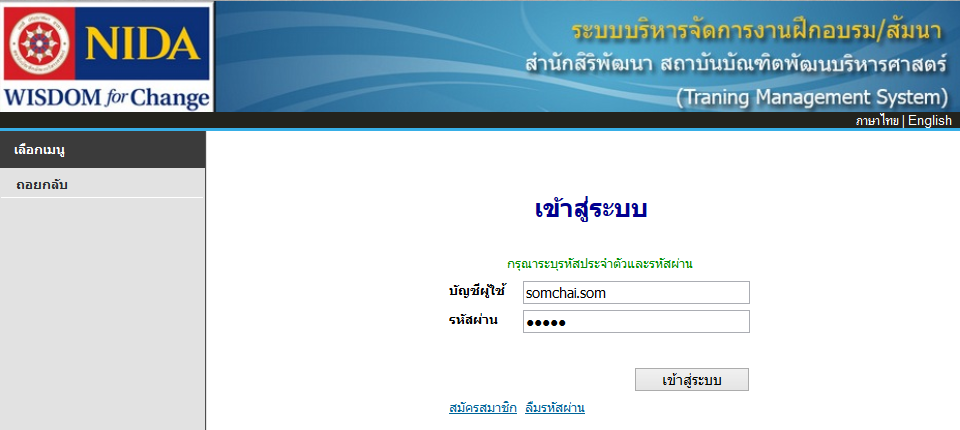 NIDA
WISDOM for Change
ระบบบริหารจัดการงานฝึกอบรม/สัมนา
สำนักสิริพัฒนา สถาบันบัณฑิตพัฒนบริหารศาสตร์
(Traning Management System)
ภาษาไทย | English
เลือกเมนู
ถอยกลับ
เข้าสู่ระบบ
กรุณาระบุรหัสประจำตัวและรหัสผ่าน
บัญชีผู้ใช้ somchai.som
รหัสผ่าน ●●●●●
เข้าสู่ระบบ
สมัครสมาชิก ลืมรหัสผ่าน